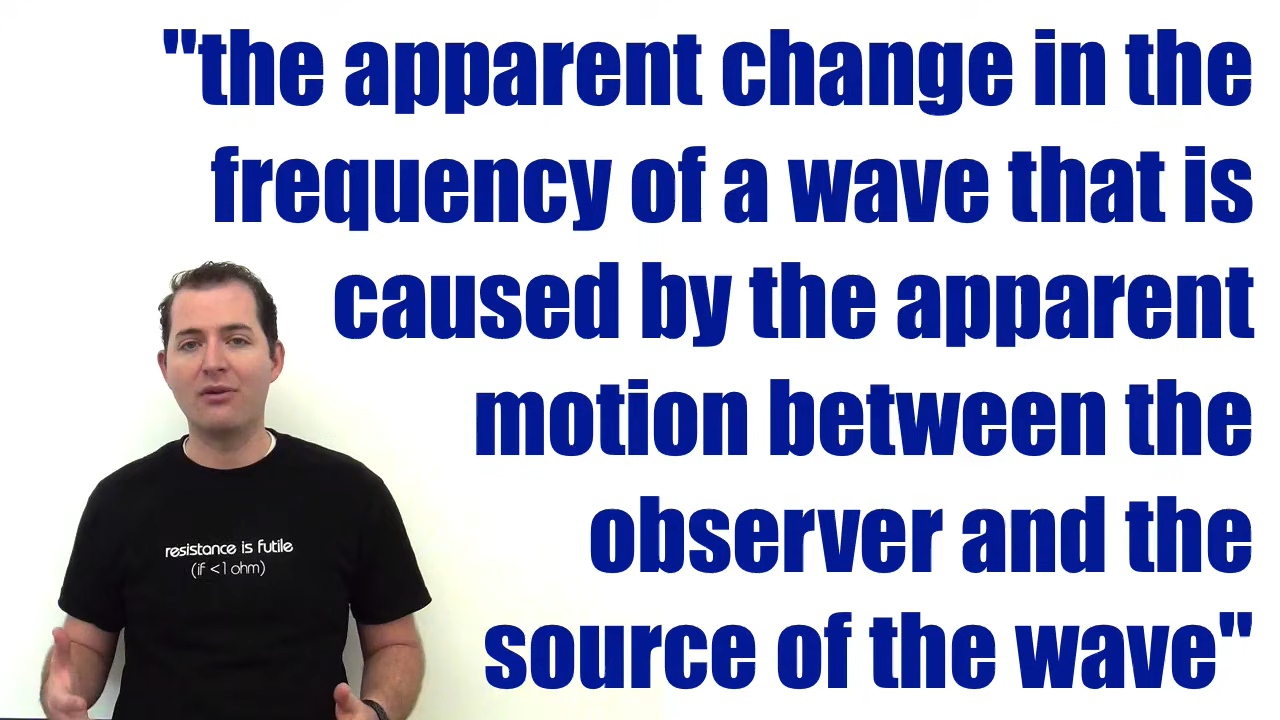 "the apparent change in the
frequency of a wave that is
caused by the apparent
motion between the
observer and the
source of the wave"
resistance is futile
(if <1 ohm)